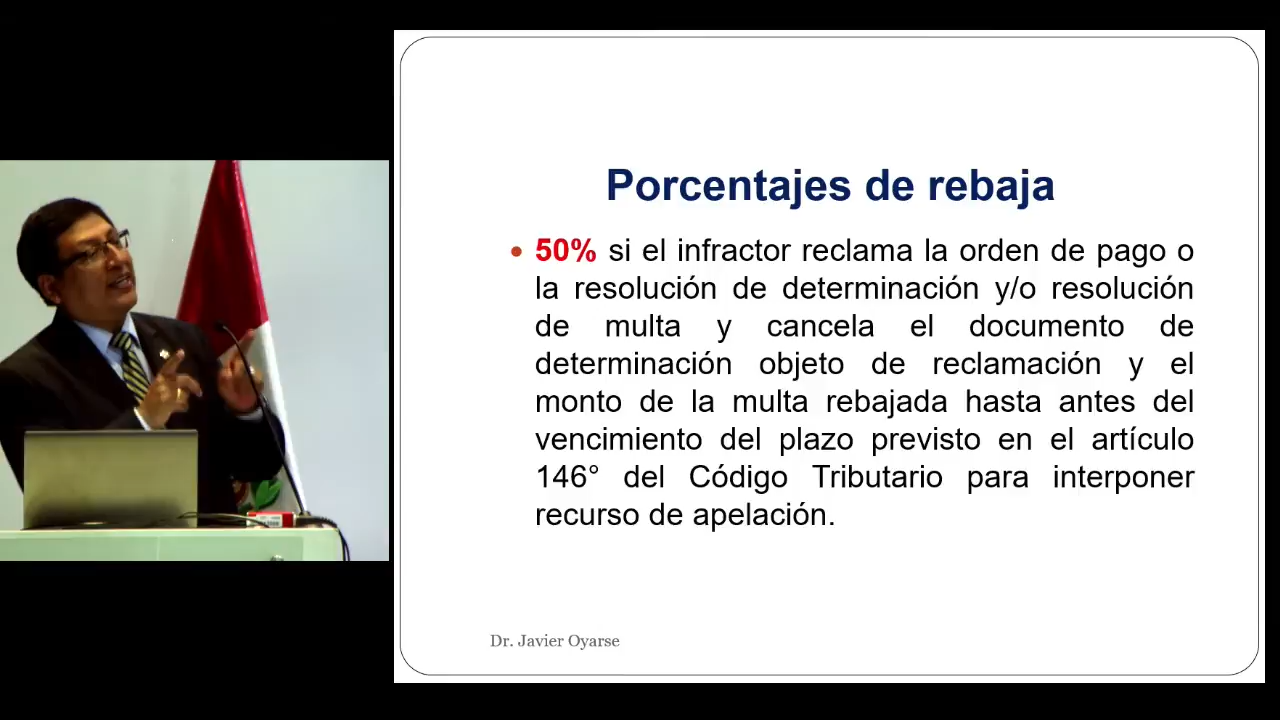 Porcentajes de rebaja
• 50% si el infractor reclama la orden de pago o
la resolución de determinación y/o resolución
de multa y cancela el documento de
determinación objeto de reclamación y el
monto de la multa rebajada hasta antes del
vencimiento del plazo previsto en el artículo
146° del Código Tributario para interponer
recurso de apelación.
Dr. Javier Oyarse